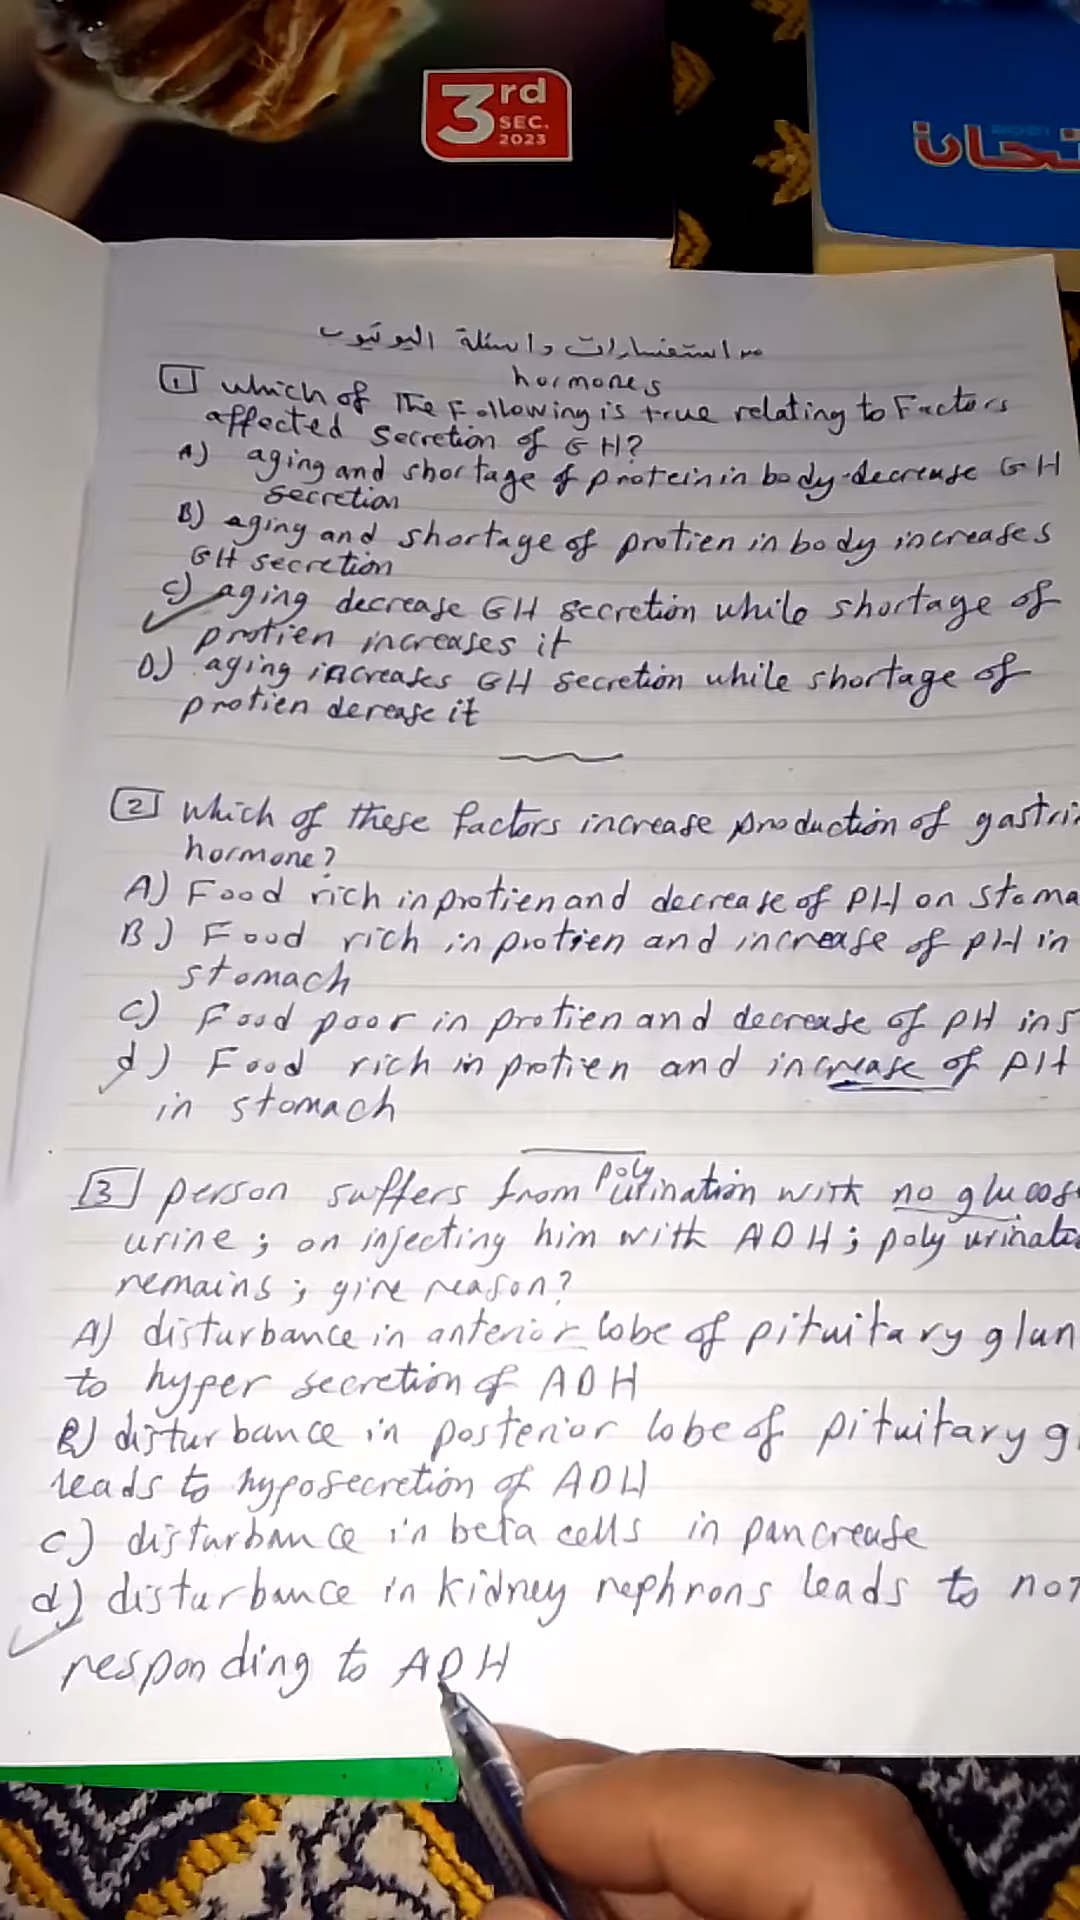 3rd
SEC.
2023
امتحان
من استفسارات واسئلة اليوتيوب
hormones
1 which of The Following is true relating to Factors
affected secretion of GH?
A) aging and shortage of protein in body decrease GH
secretion
B) aging and shortage of protien in body increases
GH secretion
C) aging decrease GH secretion while shortage of
protien increases it
D) aging increases GH secretion while shortage of
protien derease it
2 which of these factors increase production of gastrin
hormone?
A) Food rich in protien and decrease of PH on stoma
B) Food rich in protien and increase of pH in
stomach
C) Food poor in protien and decrease of PH in s
d) Food rich in protien and increase of PH
in stomach
3 person suffers from poly urination with no glucos
urine; on injecting him with ADH; poly urinatio
remains; give reason?
A) disturbance in anterior lobe of pituitary glan
to hyper secretion of ADH
B) disturbance in posterior lobe of pituitary g
leads to hyposecretion of ADH
c) disturbance in beta cells in pancrease
d) disturbance in kidney nephrons leads to not
responding to ADH